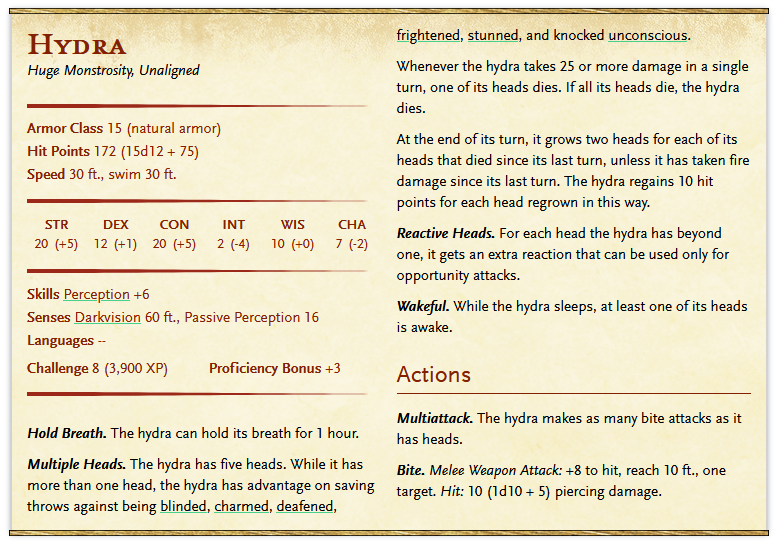 Hydra
Huge Monstrosity, Unaligned
Armor Class 15 (natural armor)
Hit Points 172 (15d12 + 75)
Speed 30 ft., swim 30 ft.
STR DEX CON INT WIS CHA
20 (+5) 12 (+1) 20 (+5) 2 (-4) 10 (+0) 7 (-2)
Skills Perception +6
Senses Darkvision 60 ft., Passive Perception 16
Languages --
Challenge 8 (3,900 XP) Proficiency Bonus +3
Hold Breath. The hydra can hold its breath for 1 hour.
Multiple Heads. The hydra has five heads. While it has
more than one head, the hydra has advantage on saving
throws against being blinded, charmed, deafened,
frightened, stunned, and knocked unconscious.
Whenever the hydra takes 25 or more damage in a single
turn, one of its heads dies. If all its heads die, the hydra
dies.
At the end of its turn, it grows two heads for each of its
heads that died since its last turn, unless it has taken fire
damage since its last turn. The hydra regains 10 hit
points for each head regrown in this way.
Reactive Heads. For each head the hydra has beyond
one, it gets an extra reaction that can be used only for
opportunity attacks.
Wakeful. While the hydra sleeps, at least one of its heads
is awake.
Actions
Multiattack. The hydra makes as many bite attacks as it
has heads.
Bite. Melee Weapon Attack: +8 to hit, reach 10 ft., one
target. Hit: 10 (1d10 + 5) piercing damage.